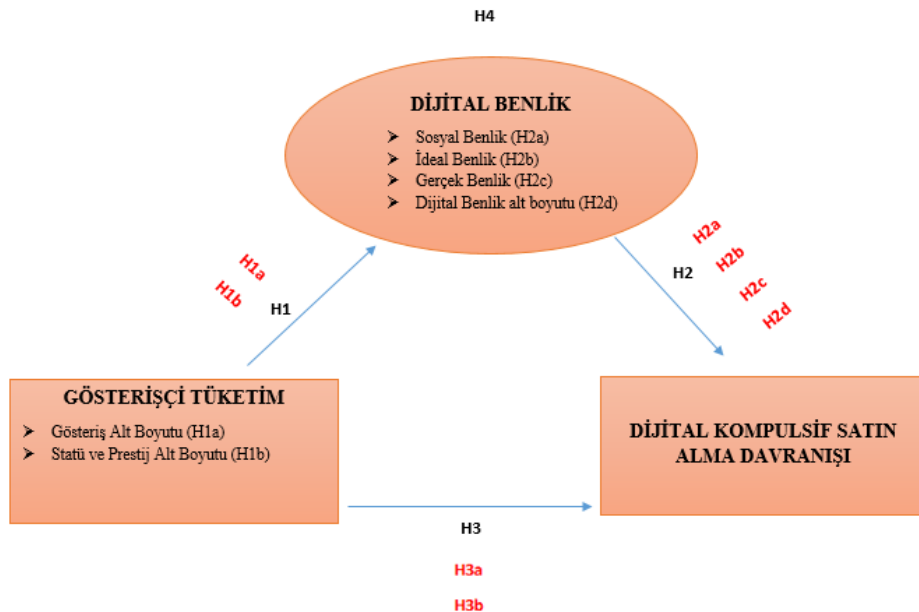 H4
DİJİTAL BENLİK
➤ Sosyal Benlik (H2a)
➤ İdeal Benlik (H2b)
➤ Gerçek Benlik (H2c)
➤ Dijital Benlik alt boyutu (H2d)
H1a
H1b
H1
H2a
H2b
H2
H2c
H2d
GÖSTERİŞÇİ TÜKETİM
➤ Gösteriş Alt Boyutu (H1a)
➤ Statü ve Prestij Alt Boyutu (H1b)
DİJİTAL KOMPULSİF SATIN
ALMA DAVRANIŞI
H3
H3a
H3b